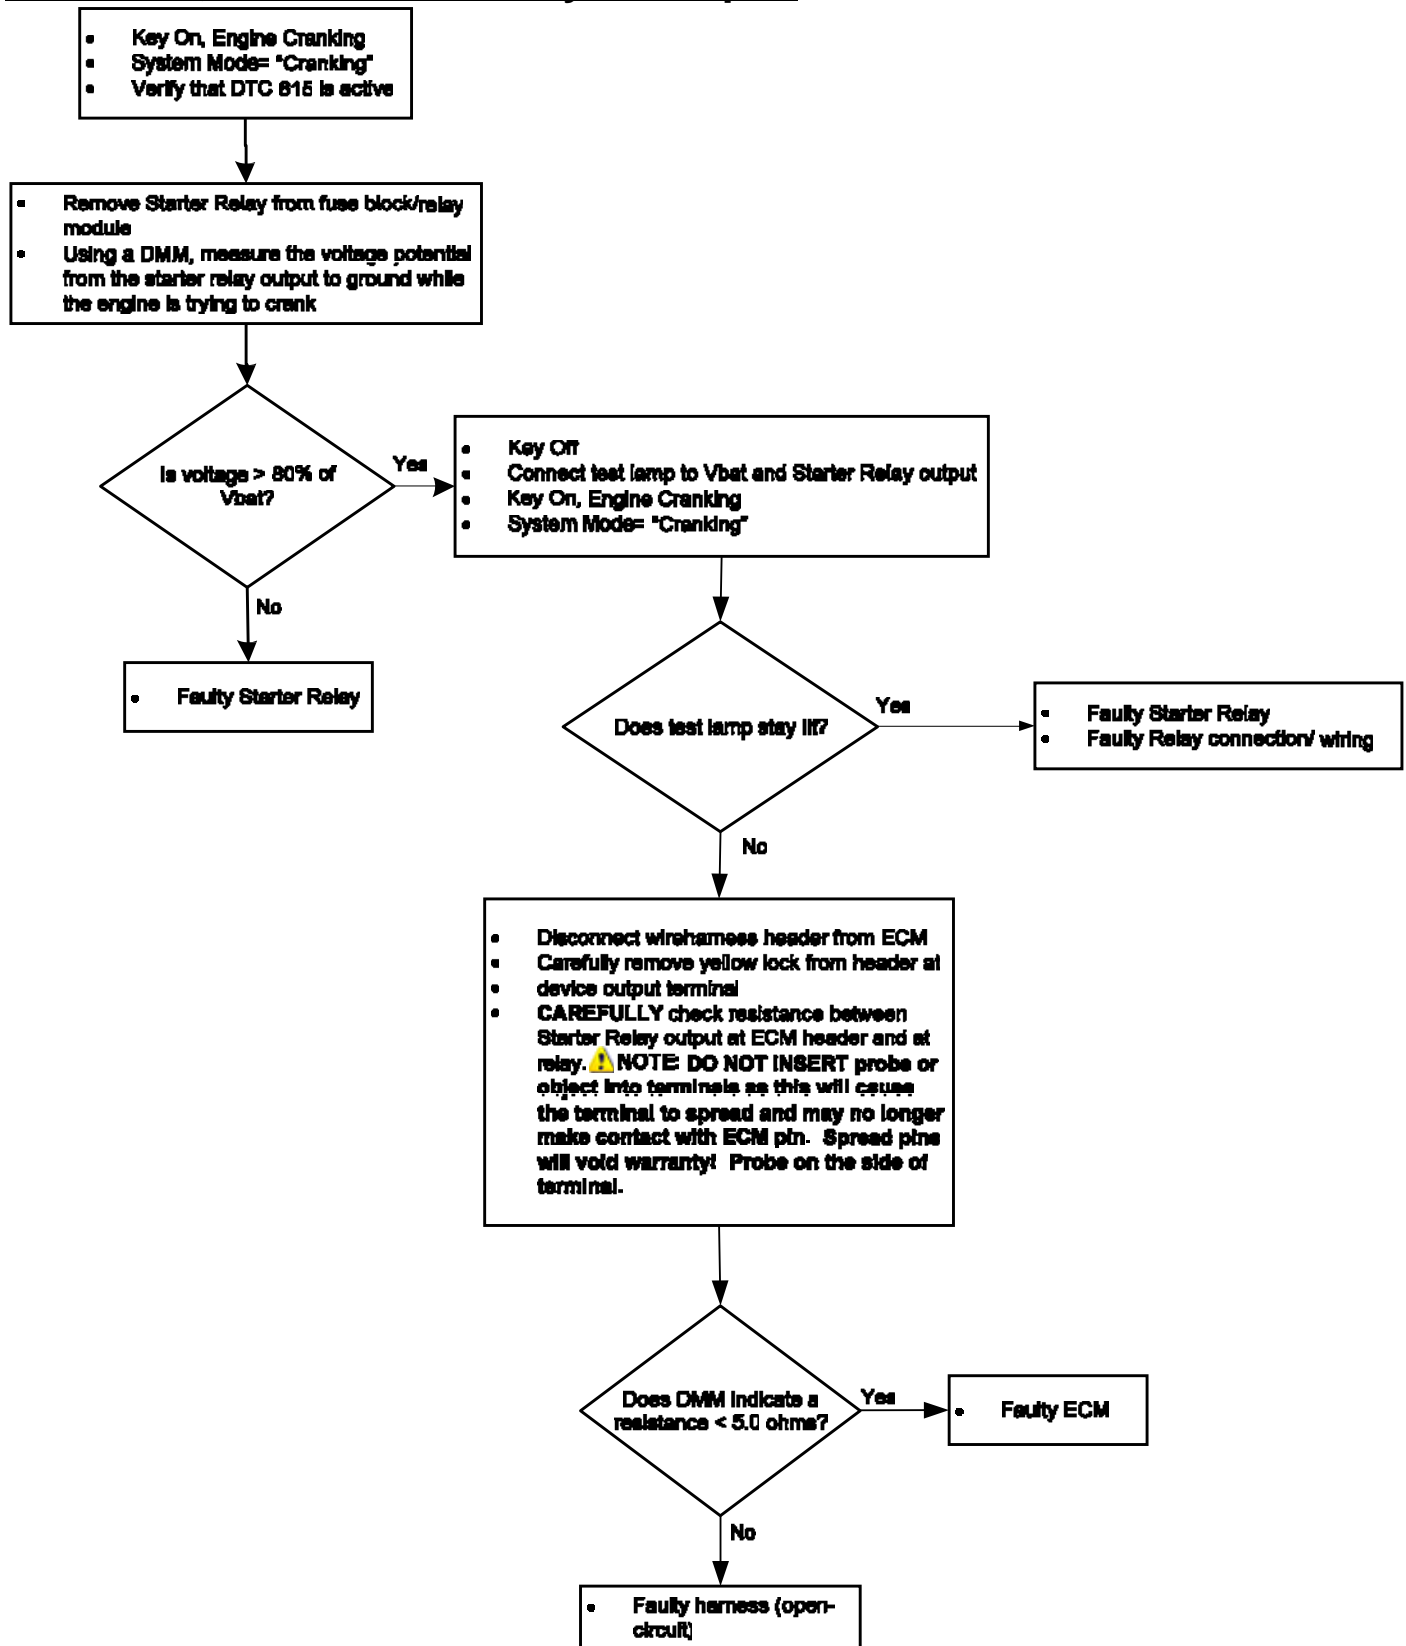 Key On, Engine Cranking
System Mode= "Cranking"
Verify that DTC 615 is active
Remove Starter Relay from fuse block/relay
module
Using a DMM, measure the voltage potential
from the starter relay output to ground while
the engine is trying to crank
Is voltage > 80% of
Vbat?
Yes
Key Off
Connect test lamp to Vbat and Starter Relay output
Key On, Engine Cranking
System Mode= "Cranking"
No
Faulty Starter Relay
Does test lamp stay lit?
Yes
Faulty Starter Relay
Faulty Relay connection/ wiring
No
Disconnect wireharness header from ECM
Carefully remove yellow lock from header at
device output terminal
CAREFULLY check resistance between
Starter Relay output at ECM header and at
relay. NOTE: DO NOT INSERT probe or
object into terminals as this will cause
the terminal to spread and may no longer
make contact with ECM pin. Spread pins
will void warranty! Probe on the side of
terminal.
Does DMM indicate a
resistance < 5.0 ohms?
Yes
Faulty ECM
No
Faulty harness (open-
circuit)